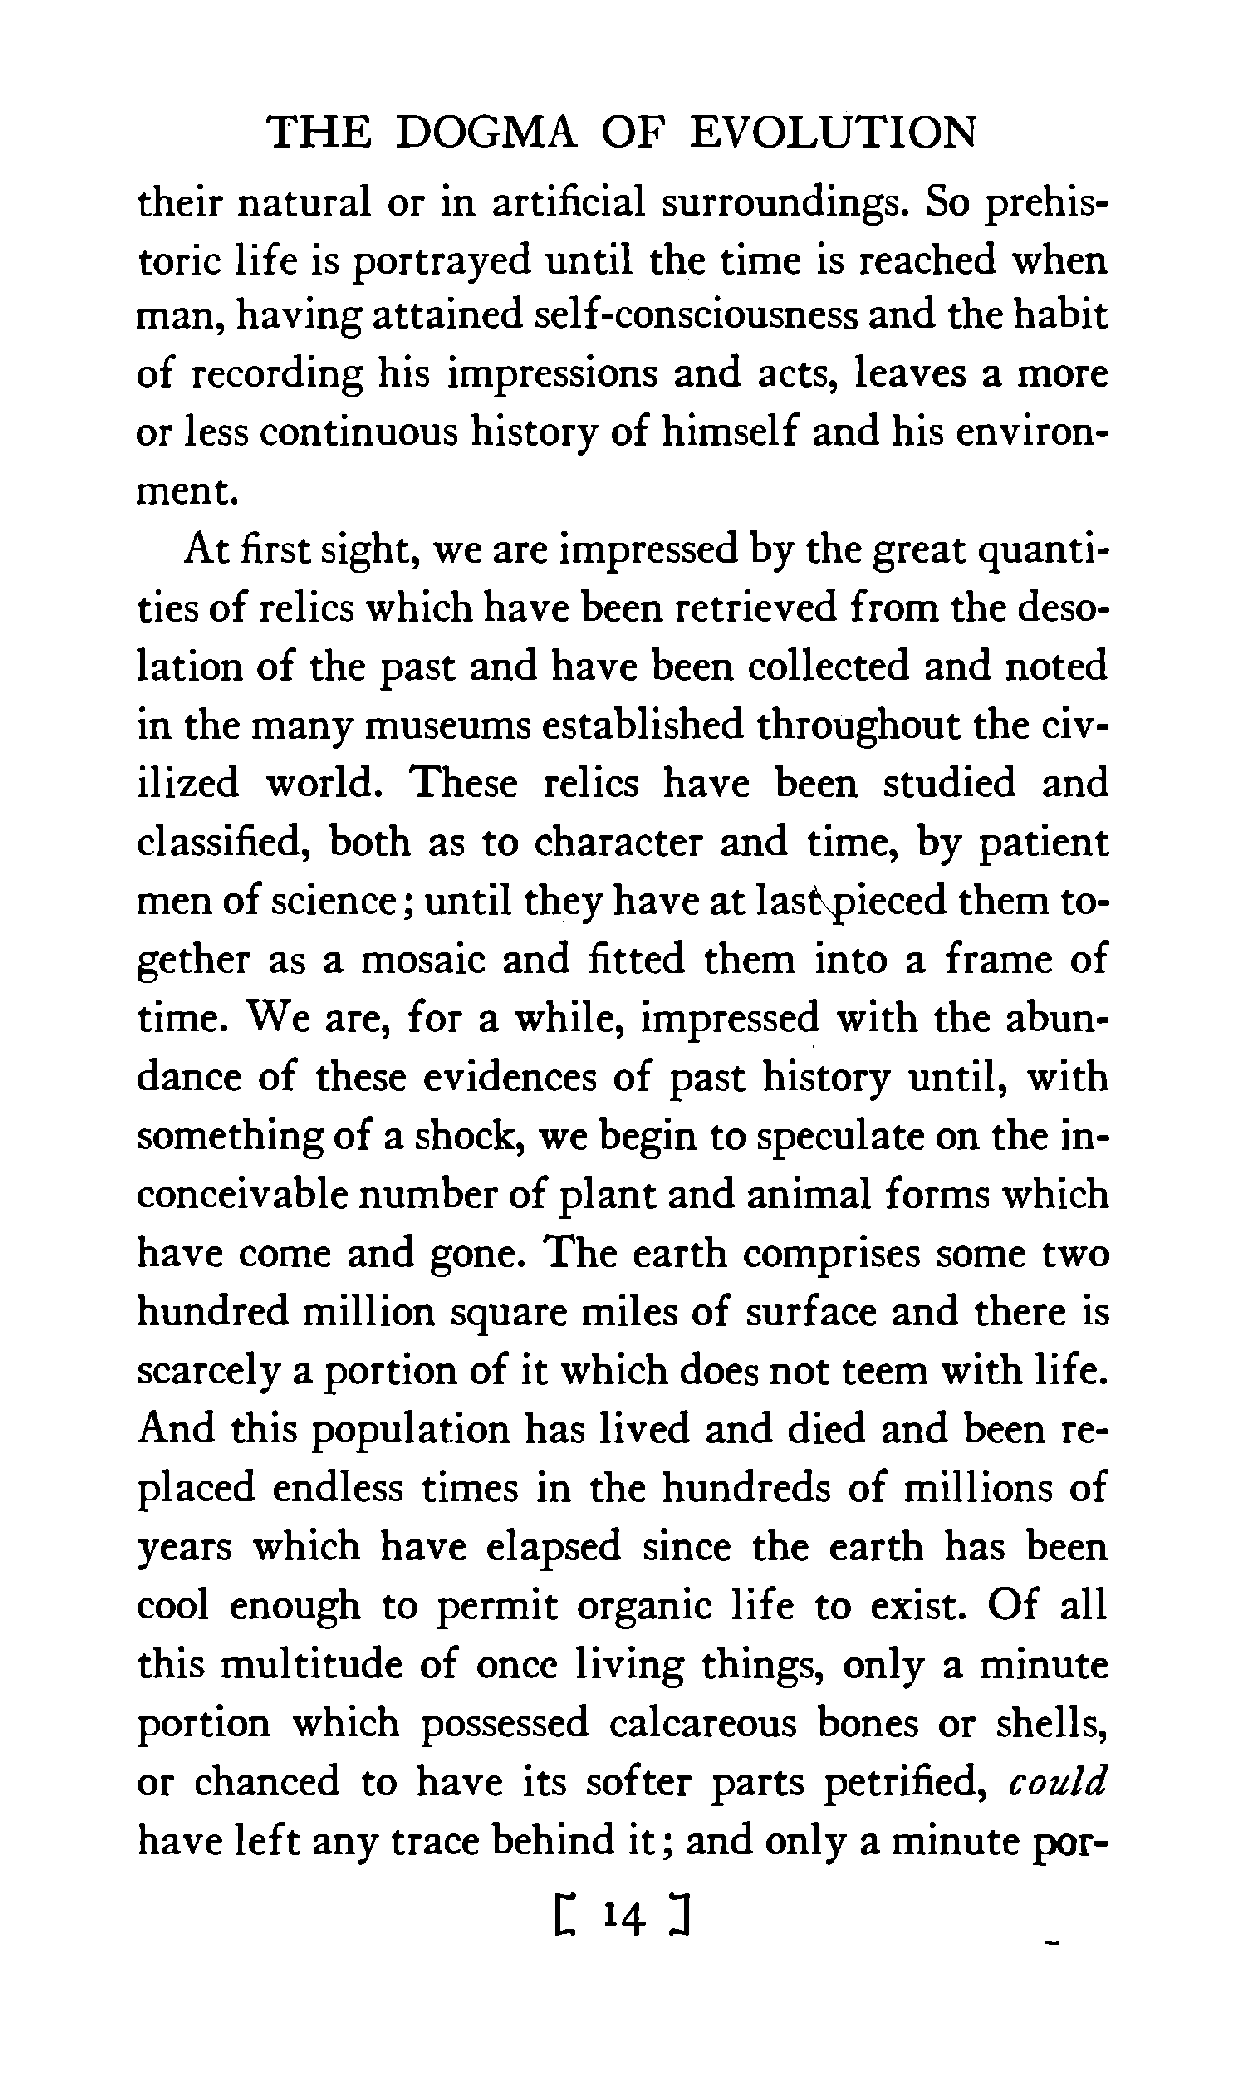 THE DOGMA OF EVOLUTION
their natural or in artificial surroundings. So prehis-
toric life is portrayed until the time is reached when
man, having attained self-consciousness and the habit
of recording his impressions and acts, leaves a more
or less continuous history of himself and his environ-
ment.
At first sight, we are impressed by the great quanti-
ties of relics which have been retrieved from the deso-
lation of the past and have been collected and noted
in the many museums established throughout the civ-
ilized world. These relics have been studied and
classified, both as to character and time, by patient
men of science; until they have at last pieced them to-
gether as a mosaic and fitted them into a frame of
time. We are, for a while, impressed with the abun-
dance of these evidences of past history until, with
something of a shock, we begin to speculate on the in-
conceivable number of plant and animal forms which
have come and gone. The earth comprises some two
hundred million square miles of surface and there is
scarcely a portion of it which does not teem with life.
And this population has lived and died and been re-
placed endless times in the hundreds of millions of
years which have elapsed since the earth has been
cool enough to permit organic life to exist. Of all
this multitude of once living things, only a minute
portion which possessed calcareous bones or shells,
or chanced to have its softer parts petrified, could
have left any trace behind it; and only a minute por-
[ 14 ]